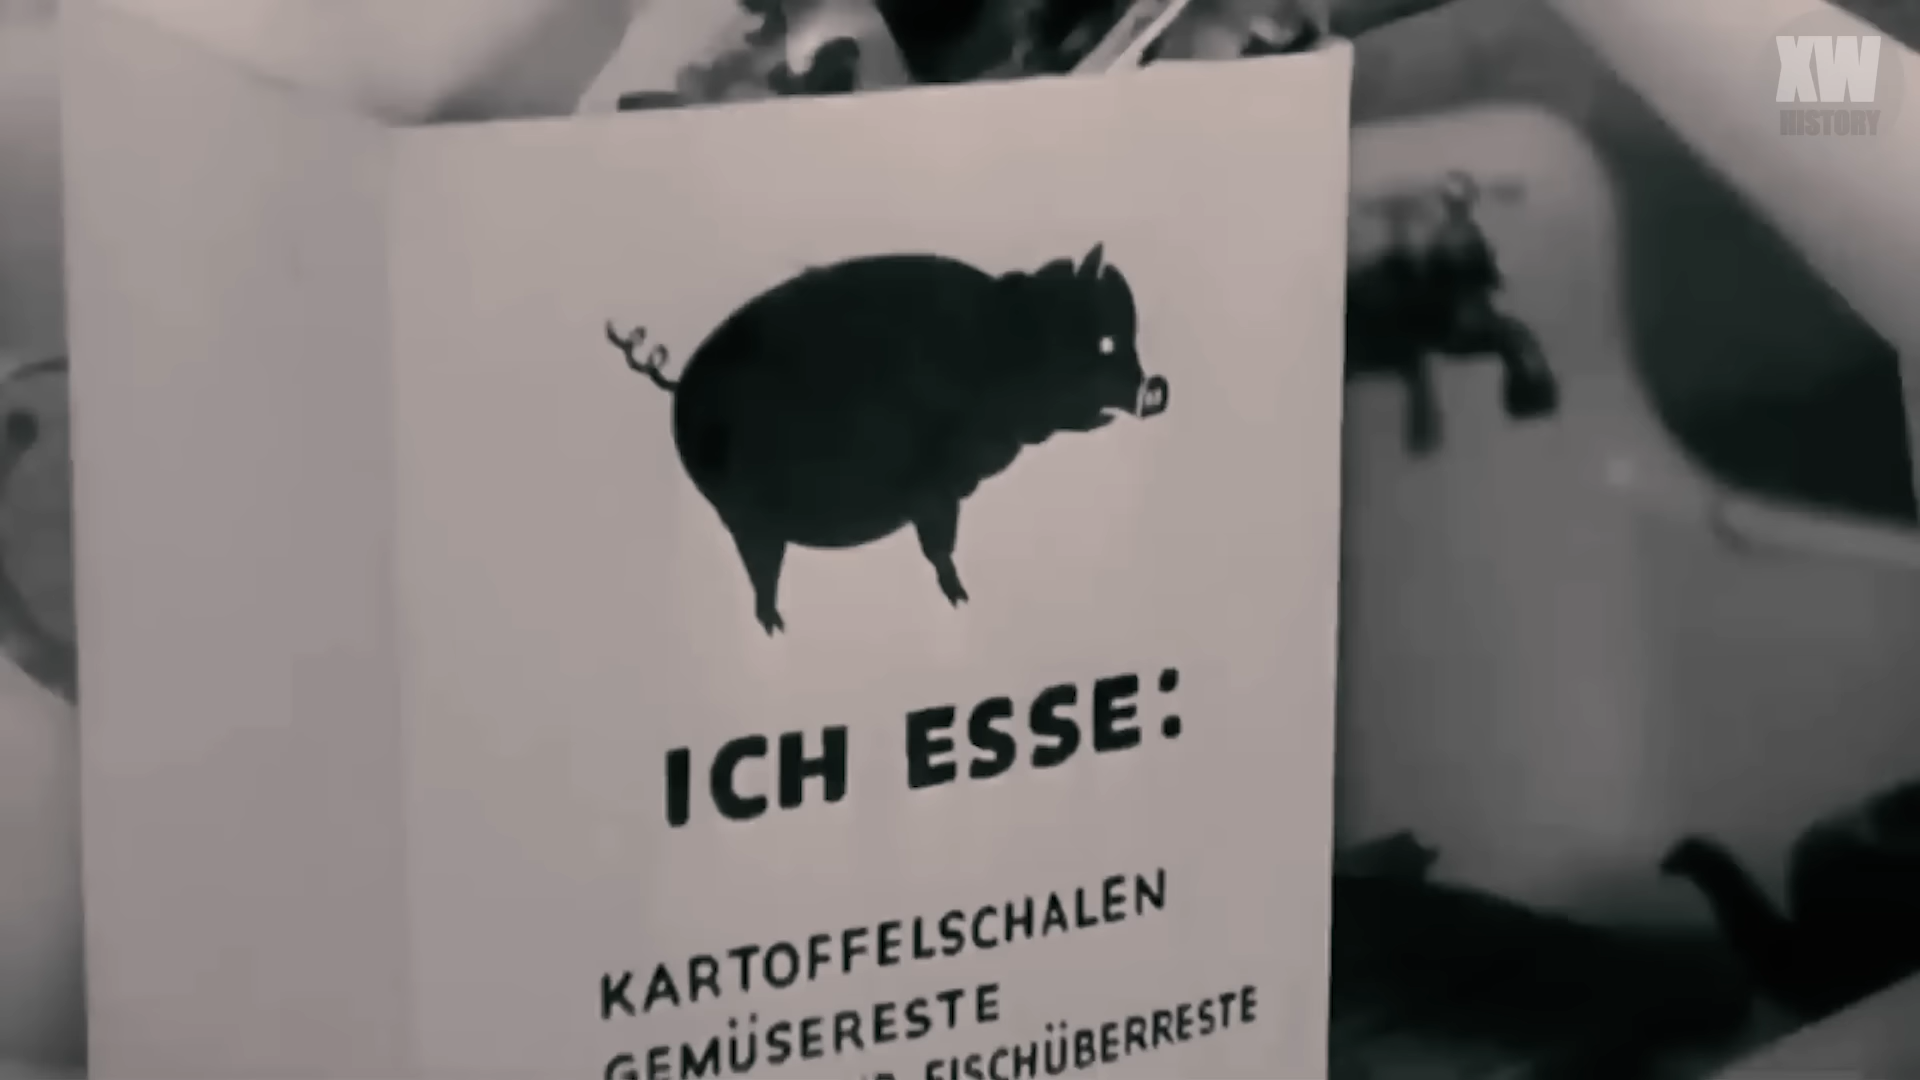 XW
HISTORY
ICH ESSE:
KARTOFFELSCHALEN
GEMÜSERESTE
FISCHÜBERRESTE